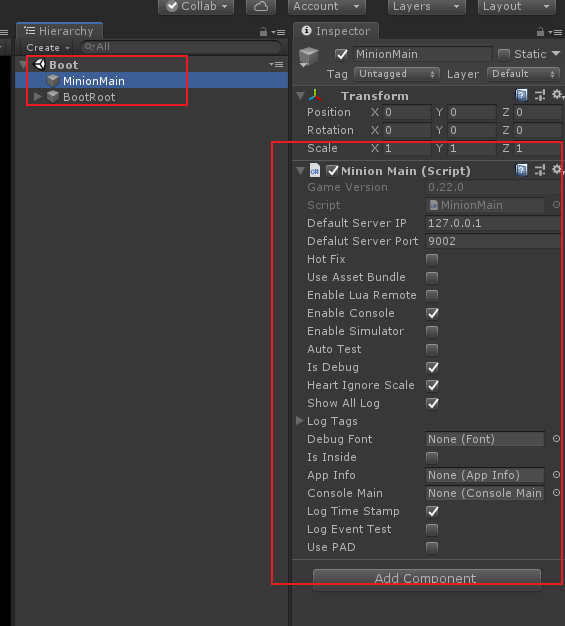 Collab
Account
Layers
Layout
Hierarchy
Create
All
Boot
MinionMain
BootRoot
Inspector
MinionMain
Static
Tag Untagged Layer Default
Transform
Position X 0 Y 0 Z 0
Rotation X 0 Y 0 Z 0
Scale X 1 Y 1 Z 1
Minion Main (Script)
Game Version 0.22.0
Script MinionMain
Default Server IP 127.0.0.1
Defalut Server Port 9002
Hot Fix
Use Asset Bundle
Enable Lua Remote
Enable Console
Enable Simulator
Auto Test
Is Debug
Heart Ignore Scale
Show All Log
Log Tags
Debug Font None (Font)
Is Inside
App Info None (App Info)
Console Main None (Console Main
Log Time Stamp
Log Event Test
Use PAD
Add Component